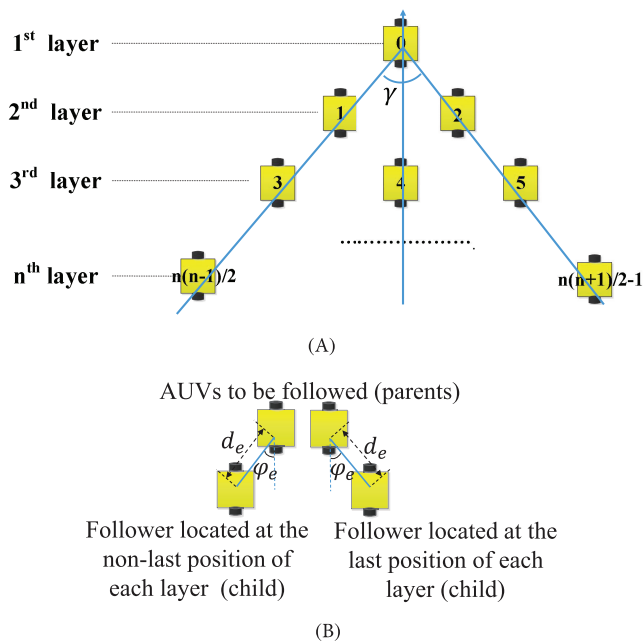 1st layer
0
γ
2nd layer
1
2
3rd layer
3
4
5
nth layer
n(n-1)/2
n(n+1)/2-1
(A)
AUVs to be followed (parents)
de
φe
de
φe
Follower located at the
non-last position of
each layer (child)
Follower located at the
last position of each
layer (child)
(B)